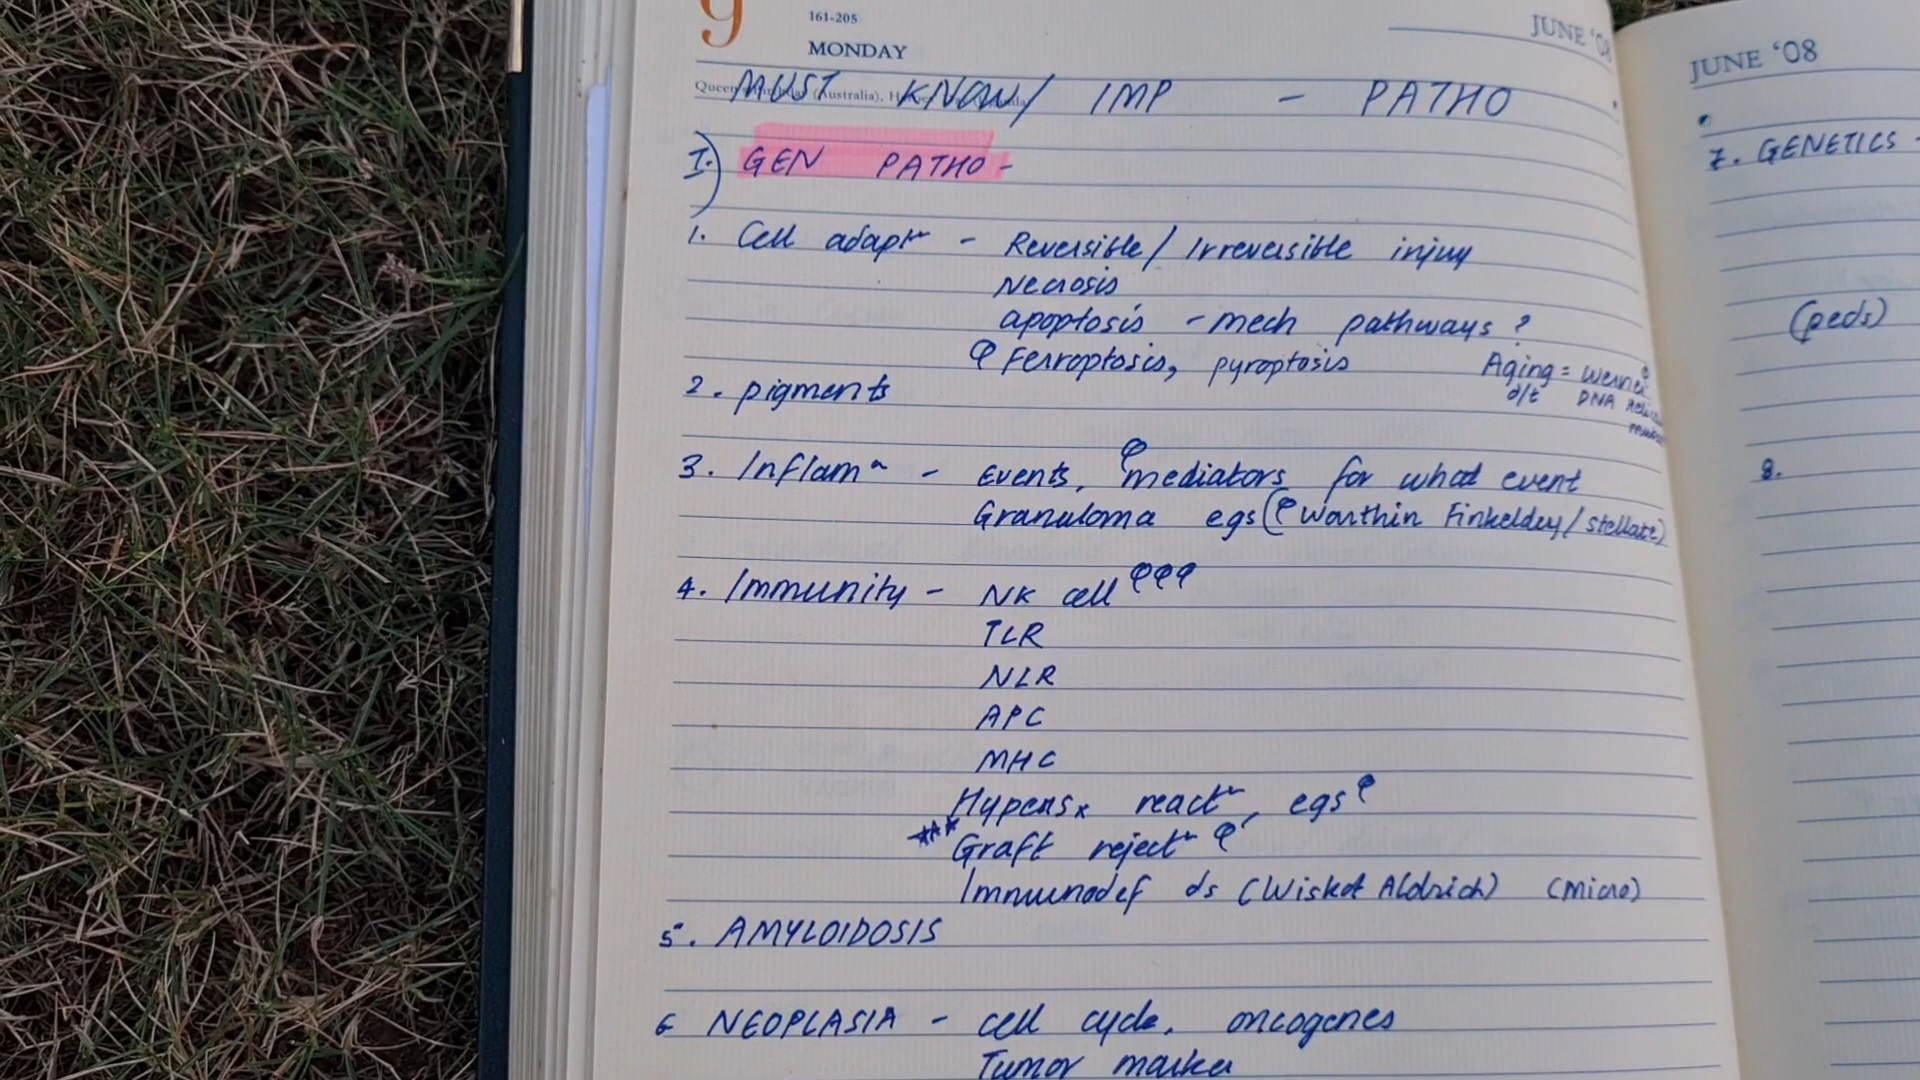 9
161-205
MONDAY
JUNE '08
MUST KNOW/ IMP - PATHO
I.) GEN PATHO -
1. Cell adaptⁿ - Reversible/ Irreversible injuy
Necrosis
apoptosis - mech pathways ?
Ferroptosis, pyroptosis
Aging = Werner
d/t DNA
2. pigments
3. Inflamⁿ - Events, mediators for what event
Granuloma egs (Warthin Finkeldey/stellate)
4. Immunity - NK cell
TLR
NLR
APC
MHC
Hypersx reactⁿ, egs
*** Graft rejectⁿ
Immunodef ds (Wiskot Aldrich) (micro)
5. AMYLOIDOSIS
6 NEOPLASIA - cell cycle, oncogenes
Tumor marker
JUNE '08
7. GENETICS -
(peds)
8.